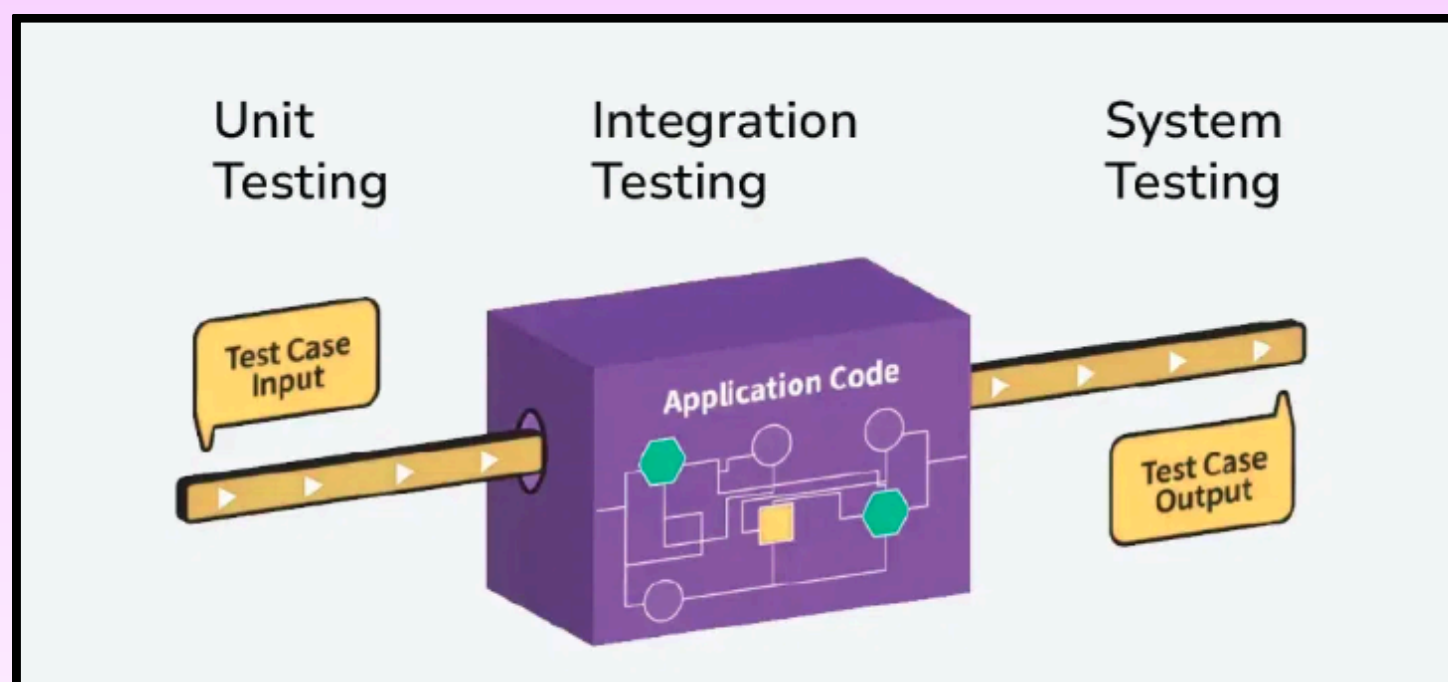 Unit
Testing
Integration
Testing
System
Testing
Test Case
Input
Application Code
Test Case
Output